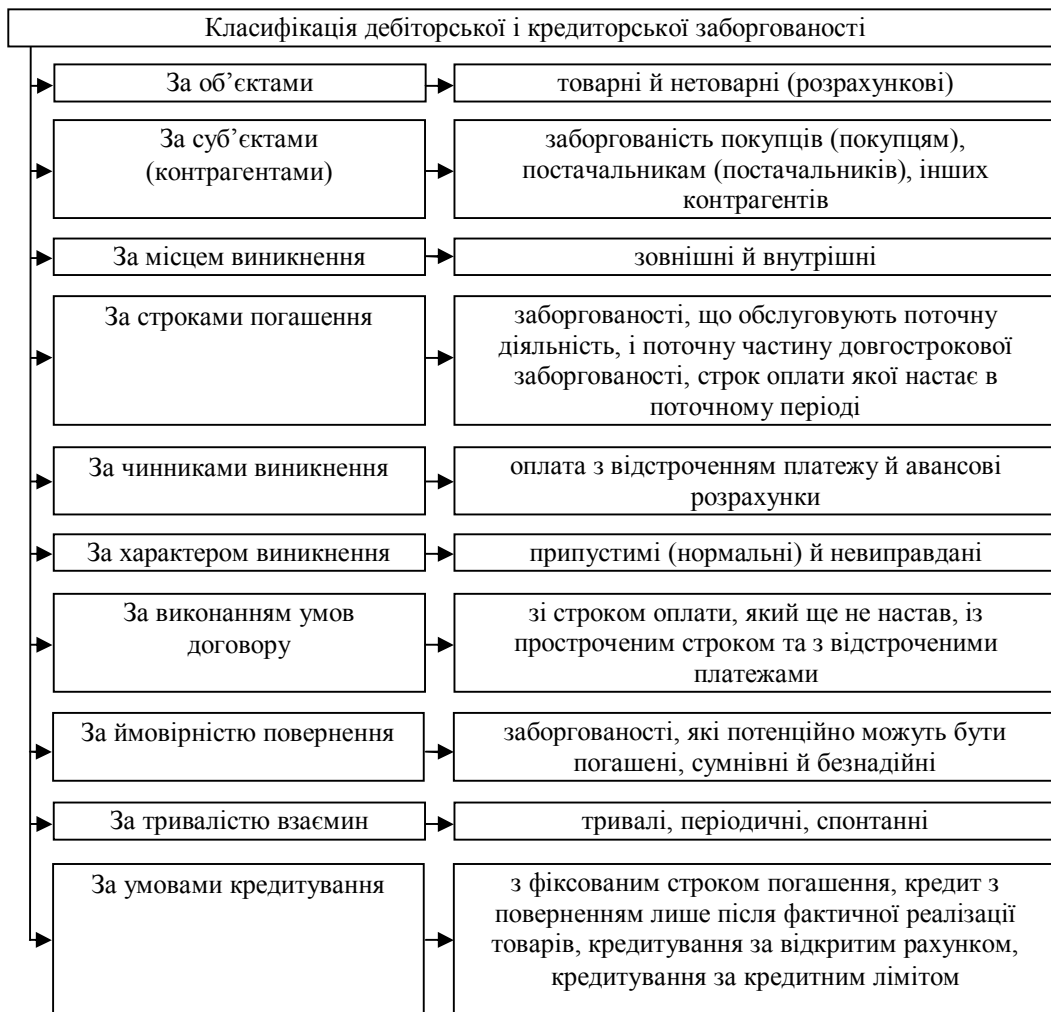 Класифікація дебіторської і кредиторської заборгованості
За об’єктами
товарні й нетоварні (розрахункові)
За суб’єктами
(контрагентами)
заборгованість покупців (покупцям),
постачальникам (постачальників), інших
контрагентів
За місцем виникнення
зовнішні й внутрішні
За строками погашення
заборгованості, що обслуговують поточну
діяльність, і поточну частину довгострокової
заборгованості, строк оплати якої настає в
поточному періоді
За чинниками виникнення
оплата з відстроченням платежу й авансові
розрахунки
За характером виникнення
припустимі (нормальні) й невиправдані
За виконанням умов
договору
зі строком оплати, який ще не настав, із
простроченим строком та з відстроченими
платежами
За ймовірністю повернення
заборгованості, які потенційно можуть бути
погашені, сумнівні й безнадійні
За тривалістю взаємин
тривалі, періодичні, спонтанні
За умовами кредитування
з фіксованим строком погашення, кредит з
поверненням лише після фактичної реалізації
товарів, кредитування за відкритим рахунком,
кредитування за кредитним лімітом